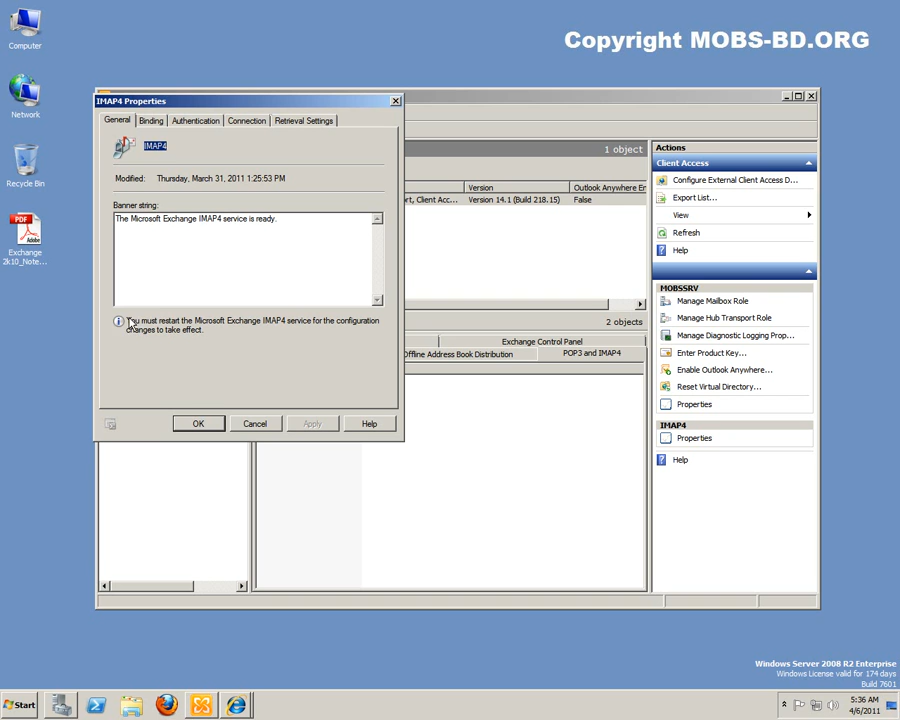 Computer
Network
Recycle Bin
PDF
Adobe
Exchange
2k10_Note...
Copyright MOBS-BD.ORG
IMAP4 Properties
General
Binding
Authentication
Connection
Retrieval Settings
IMAP4
Modified: Thursday, March 31, 2011 1:25:53 PM
Banner string:
The Microsoft Exchange IMAP4 service is ready.
You must restart the Microsoft Exchange IMAP4 service for the configuration
changes to take effect.
OK
Cancel
Apply
Help
1 object
Version
Outlook Anywhere En
rt, Client Acc...
Version 14.1 (Build 218.15)
False
2 objects
Exchange Control Panel
Offline Address Book Distribution
POP3 and IMAP4
Actions
Client Access
Configure External Client Access D...
Export List...
View
Refresh
Help
MOBSSRV
Manage Mailbox Role
Manage Hub Transport Role
Manage Diagnostic Logging Prop...
Enter Product Key...
Enable Outlook Anywhere...
Reset Virtual Directory...
Properties
IMAP4
Properties
Help
Windows Server 2008 R2 Enterprise
Windows License valid for 174 days
Build 7601
Start
5:36 AM
4/6/2011